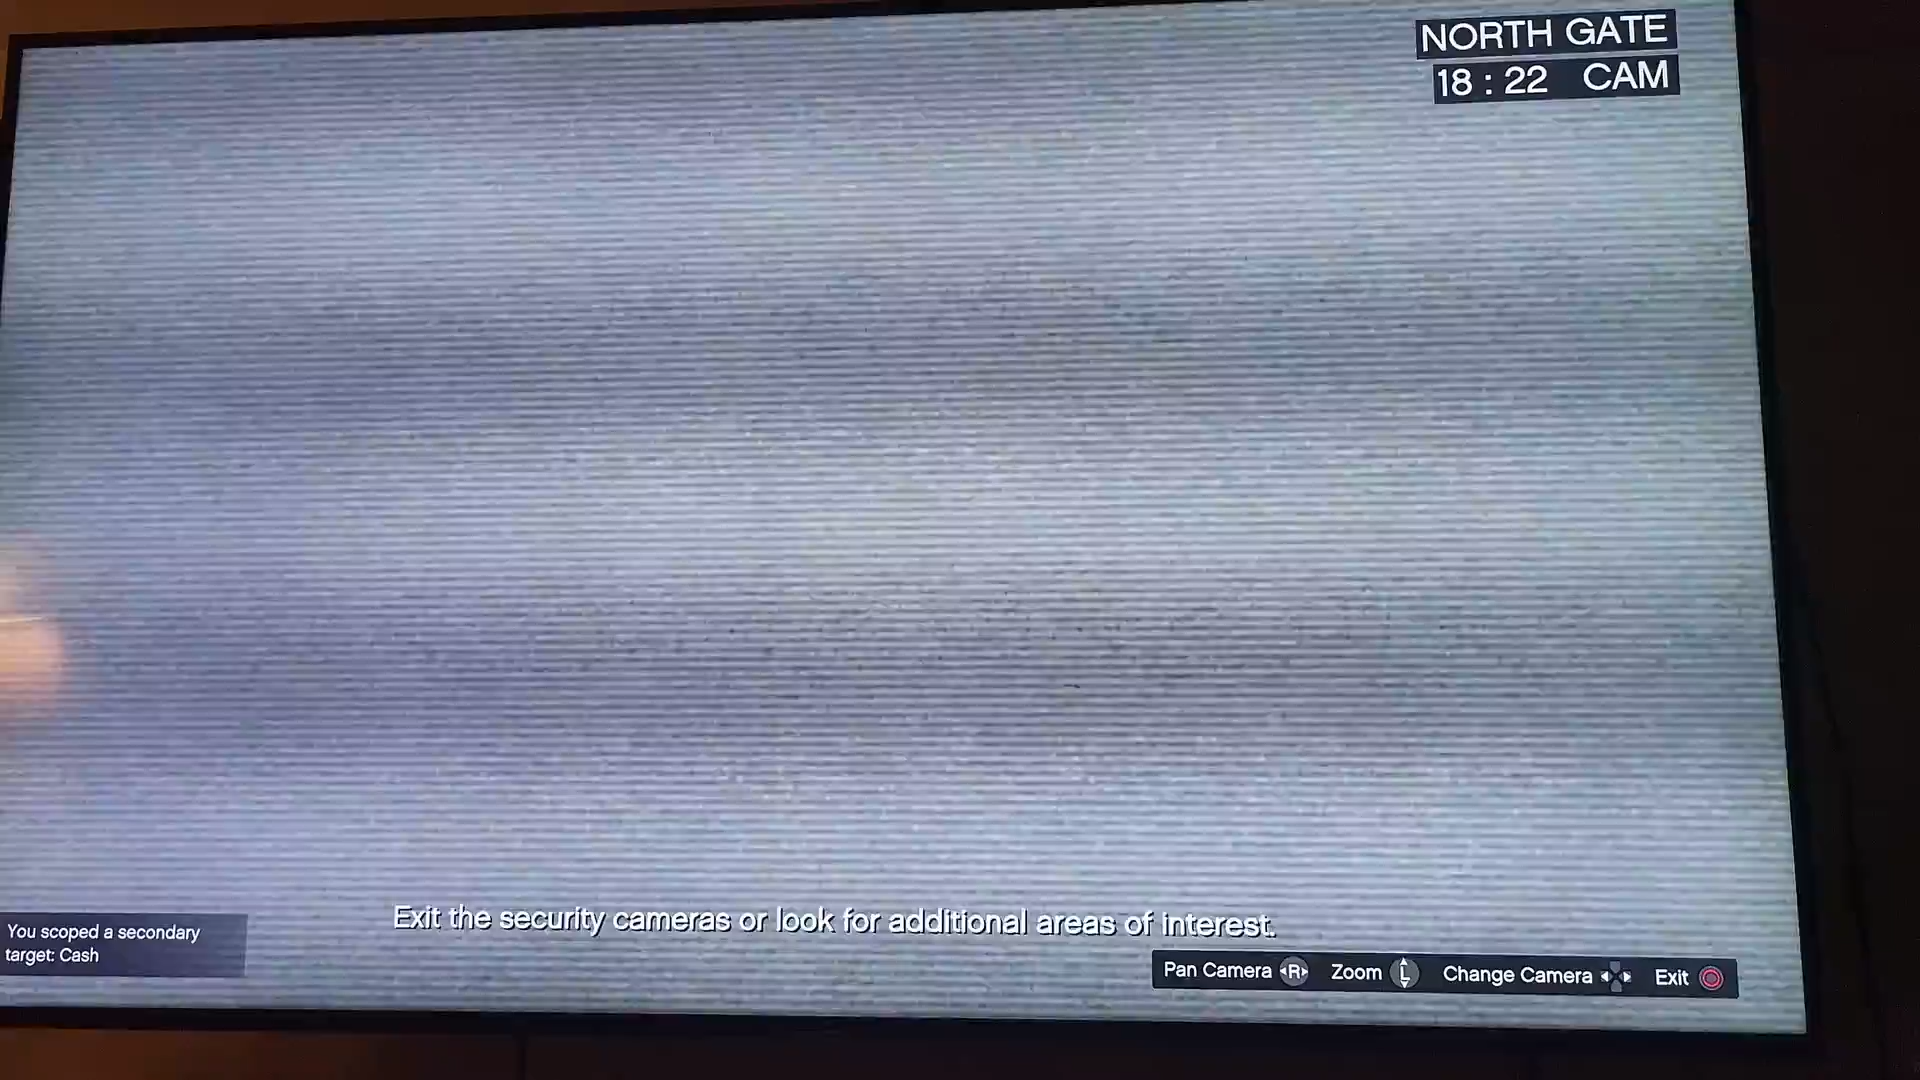 NORTH GATE
18 : 22 CAM
Exit the security cameras or look for additional areas of interest.
You scoped a secondary
target: Cash
Pan Camera R Zoom L Change Camera Exit